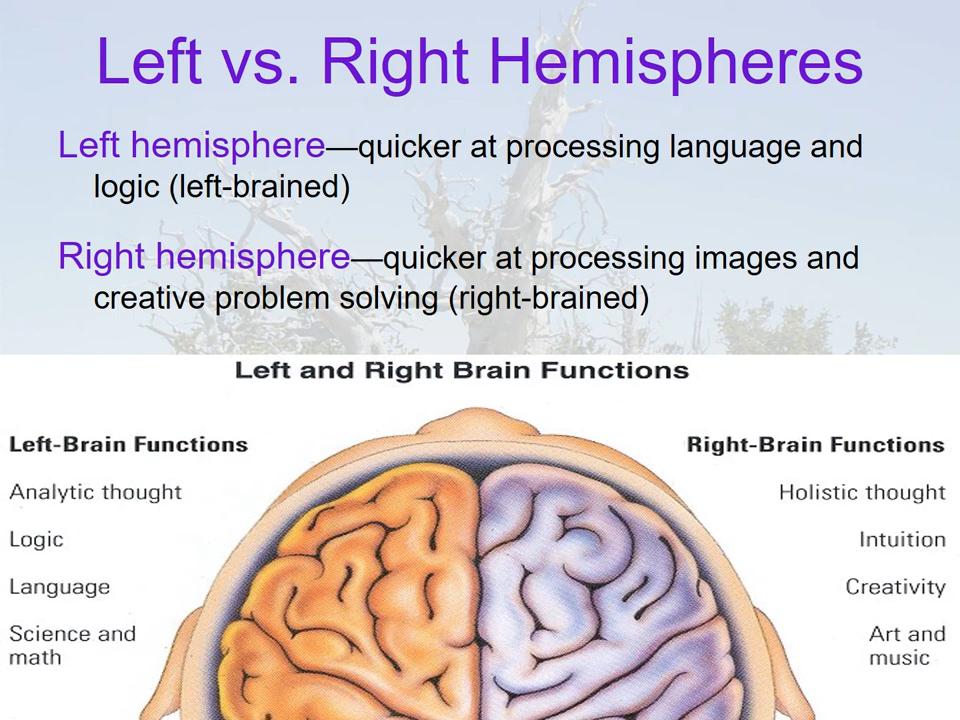 Left vs. Right Hemispheres
Left hemisphere—quicker at processing language and
logic (left-brained)
Right hemisphere—quicker at processing images and
creative problem solving (right-brained)
Left and Right Brain Functions
Left-Brain Functions
Analytic thought
Logic
Language
Science and
math
Right-Brain Functions
Holistic thought
Intuition
Creativity
Art and
music